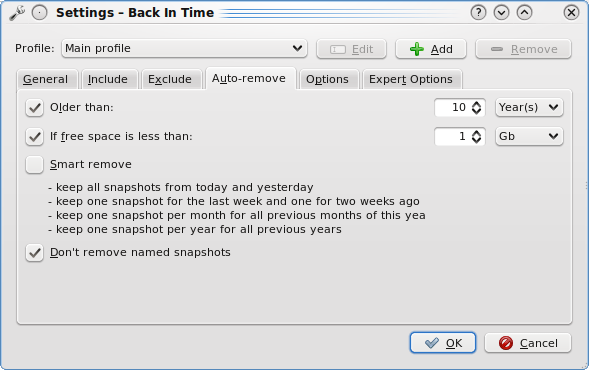 Settings – Back In Time
Profile: Main profile Edit Add Remove
General Include Exclude Auto-remove Options Expert Options
Older than: 10 Year(s)
If free space is less than: 1 Gb
Smart remove
- keep all snapshots from today and yesterday
- keep one snapshot for the last week and one for two weeks ago
- keep one snapshot per month for all previous months of this yea
- keep one snapshot per year for all previous years
Don't remove named snapshots
OK Cancel